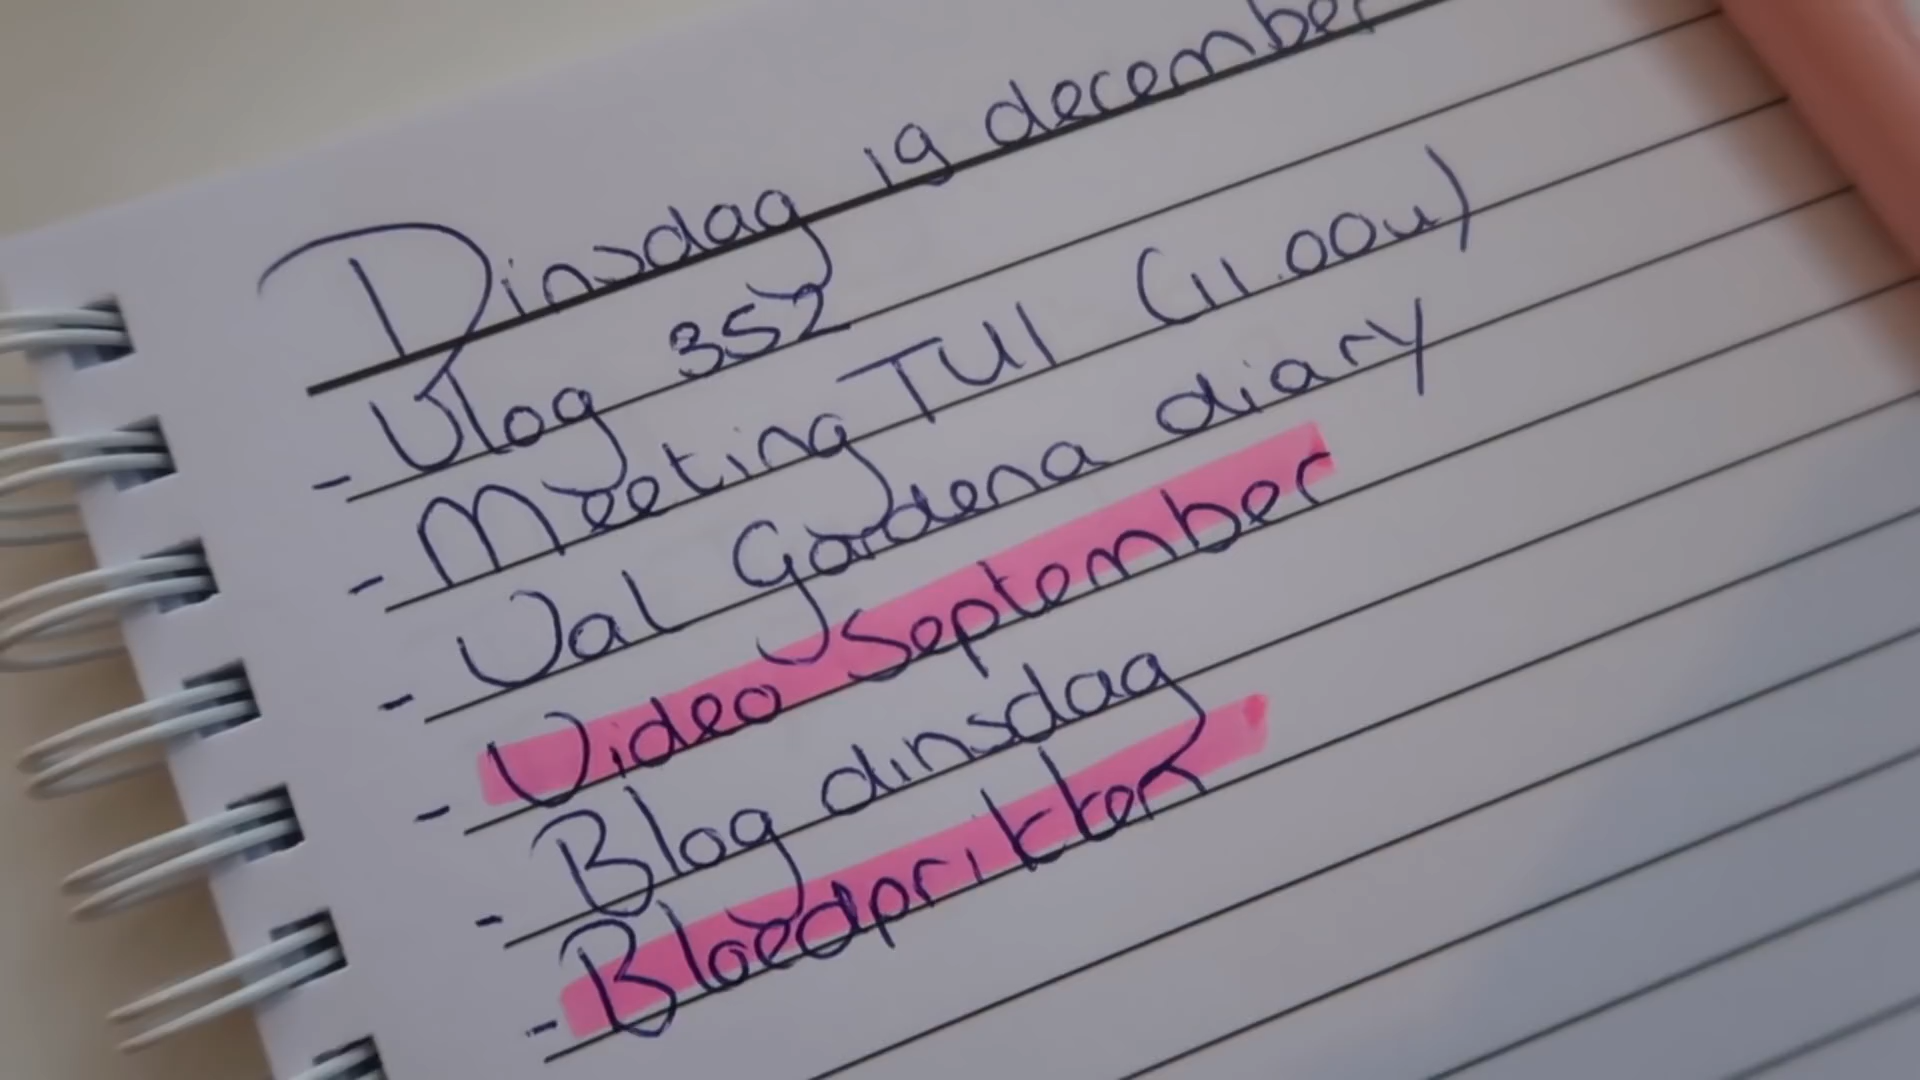 Dinsdag 19 december
- Vlog 352
- Meeting TUI (11.00u)
- Val Gardena diary
- Video september
- Blog dinsdag
- Bloedprikken